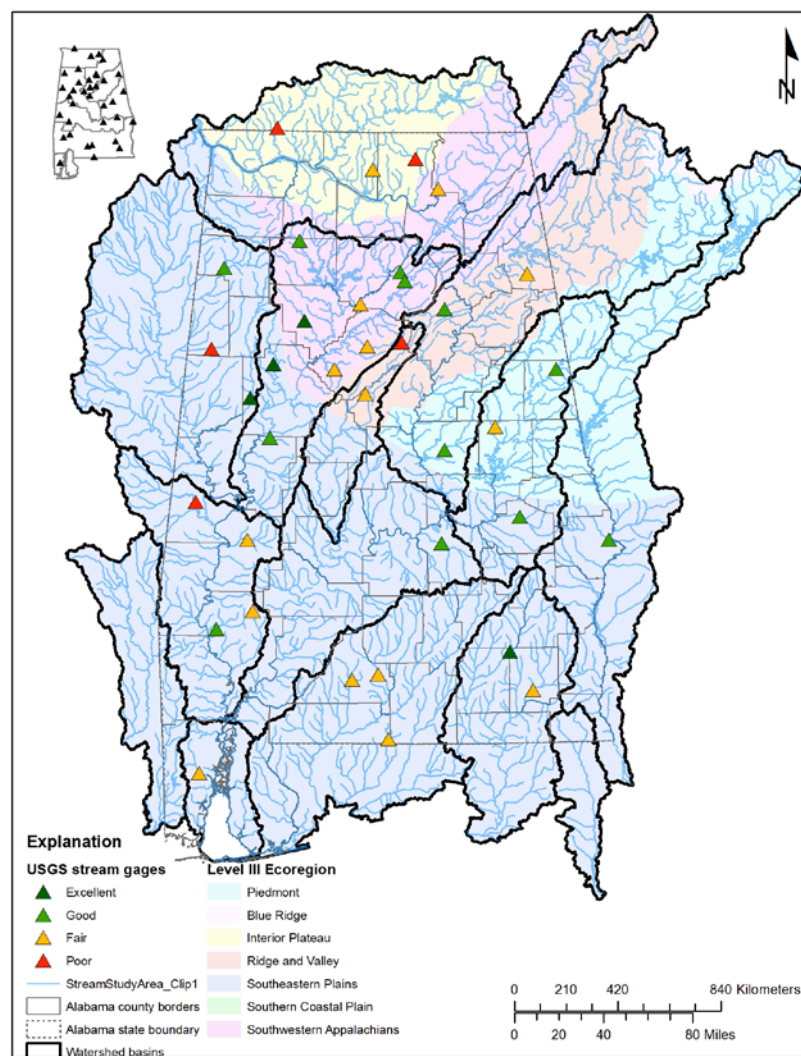 N
Explanation
USGS stream gages
Excellent
Good
Fair
Poor
StreamStudyArea_Clip1
Alabama county borders
Alabama state boundary
Watershed basins
Level III Ecoregion
Piedmont
Blue Ridge
Interior Plateau
Ridge and Valley
Southeastern Plains
Southern Coastal Plain
Southwestern Appalachians
0 210 420 840 Kilometers
0 20 40 80 Miles